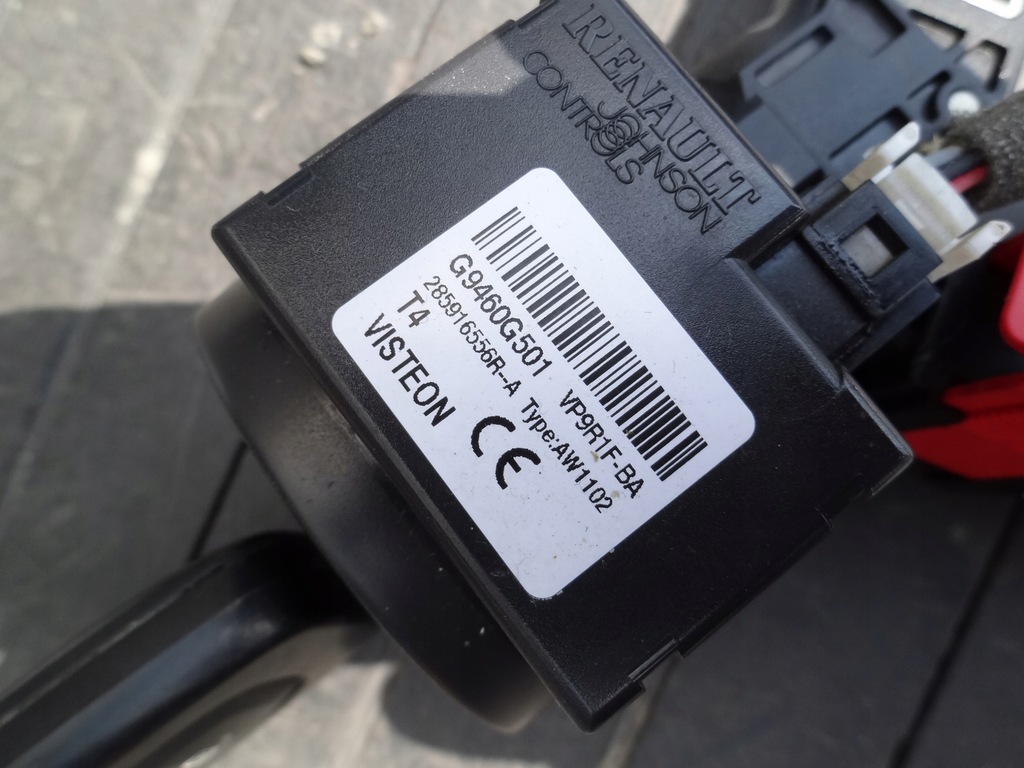 RENAULT
JOHNSON
CONTROLS
G9460G501 VP9R1F-BA
285916556R--A Type:AW1102
T4
VISTEON
CE